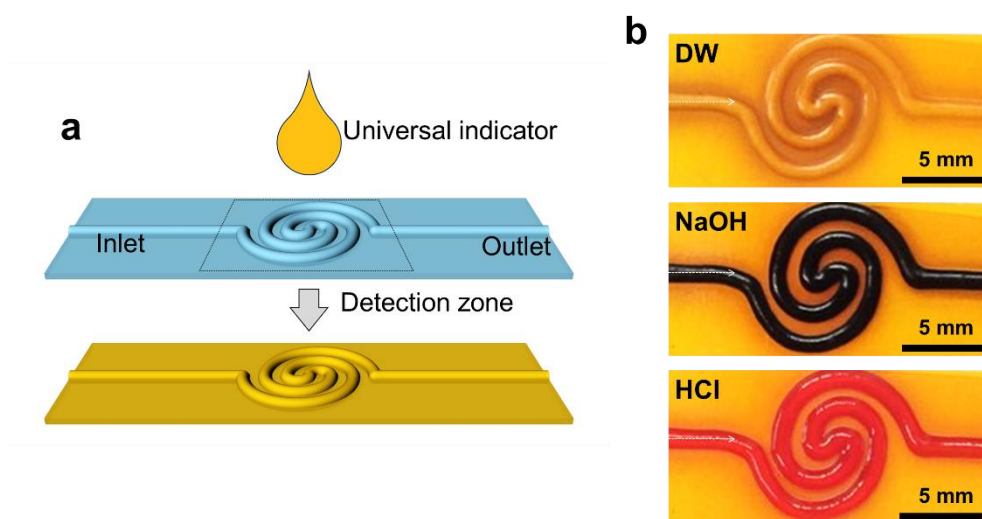 a
Universal indicator
Inlet
Outlet
Detection zone
b
DW
5 mm
NaOH
5 mm
HCl
5 mm